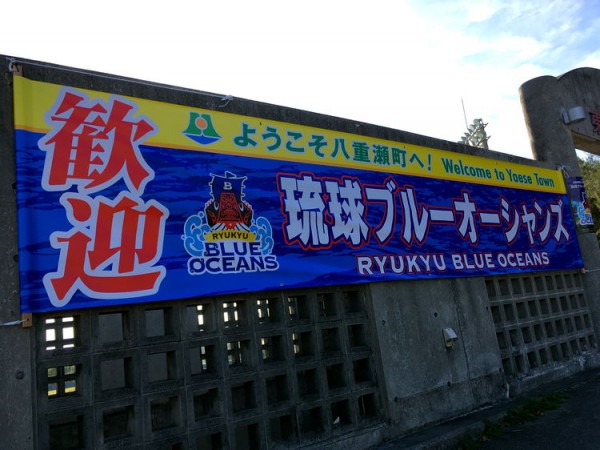 歓迎
ようこそ八重瀬町へ! Welcome to Yaese Town
琉球ブルーオーシャンズ
RYUKYU BLUE OCEANS
B
RYUKYU
BLUE
OCEANS